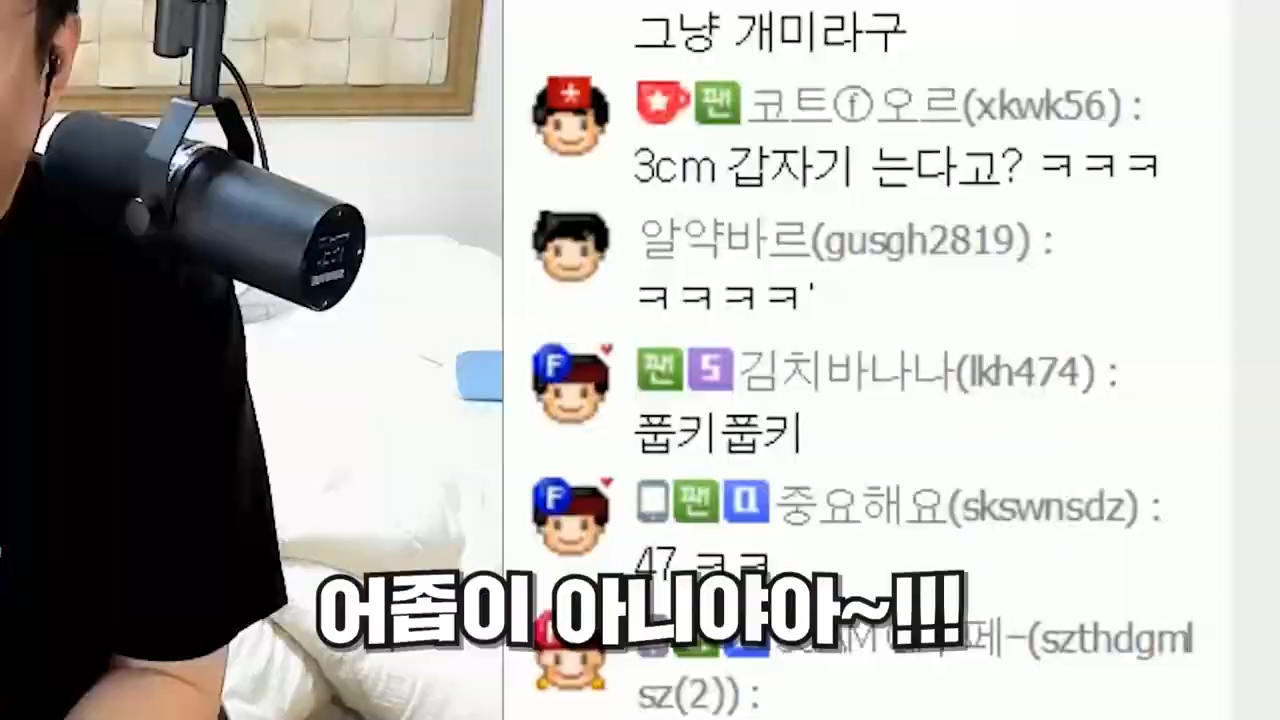 그냥 개미라구
팬 코트ⓕ오르(xkwk56) :
3cm 갑자기 는다고? ㅋㅋㅋ
알약바르(gusgh2819) :
ㅋㅋㅋㅋ'
F 팬 5 김치바나나(lkh474) :
풉키풉키
F 팬 a 중요해요(skswnsdz) :
47 ㅋㅋ
어좁이 아니야아~!!!
(szthdgml
sz(2)) :